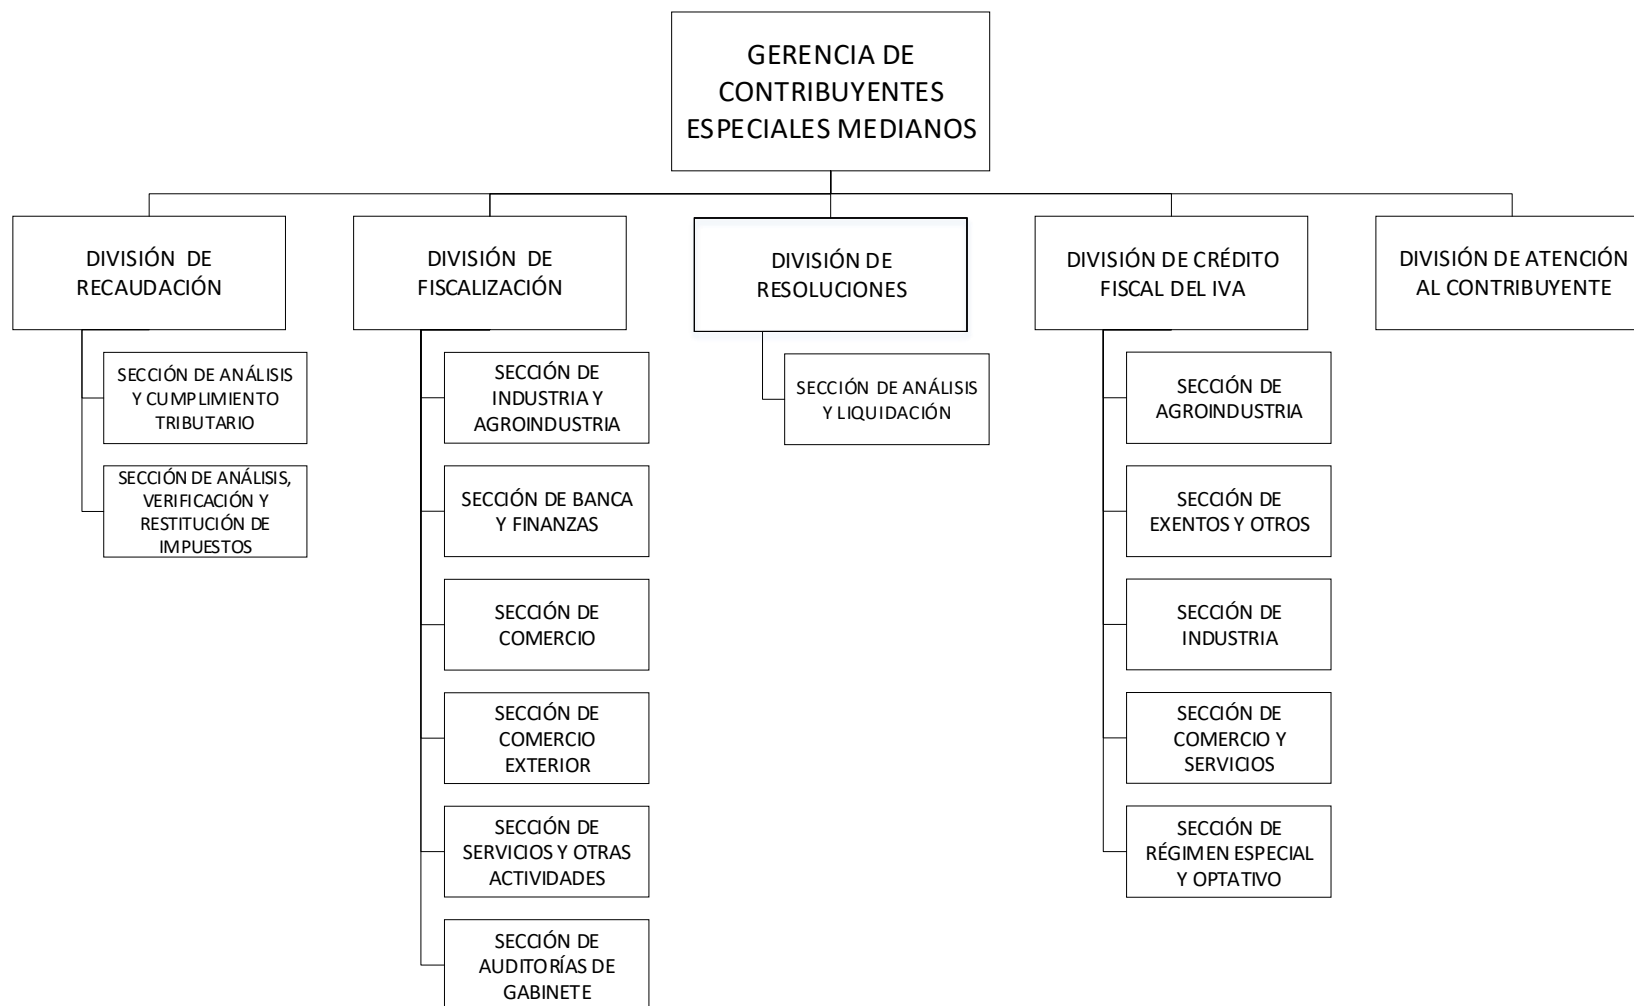 GERENCIA DE
CONTRIBUYENTES
ESPECIALES MEDIANOS
DIVISIÓN DE
RECAUDACIÓN
SECCIÓN DE ANÁLISIS
Y CUMPLIMIENTO
TRIBUTARIO
SECCIÓN DE ANÁLISIS,
VERIFICACIÓN Y
RESTITUCIÓN DE
IMPUESTOS
DIVISIÓN DE
FISCALIZACIÓN
SECCIÓN DE
INDUSTRIA Y
AGROINDUSTRIA
SECCIÓN DE BANCA
Y FINANZAS
SECCIÓN DE
COMERCIO
SECCIÓN DE
COMERCIO
EXTERIOR
SECCIÓN DE
SERVICIOS Y OTRAS
ACTIVIDADES
SECCIÓN DE
AUDITORÍAS DE
GABINETE
DIVISIÓN DE
RESOLUCIONES
SECCIÓN DE ANÁLISIS
Y LIQUIDACIÓN
DIVISIÓN DE CRÉDITO
FISCAL DEL IVA
SECCIÓN DE
AGROINDUSTRIA
SECCIÓN DE
EXENTOS Y OTROS
SECCIÓN DE
INDUSTRIA
SECCIÓN DE
COMERCIO Y
SERVICIOS
SECCIÓN DE
RÉGIMEN ESPECIAL
Y OPTATIVO
DIVISIÓN DE ATENCIÓN
AL CONTRIBUYENTE